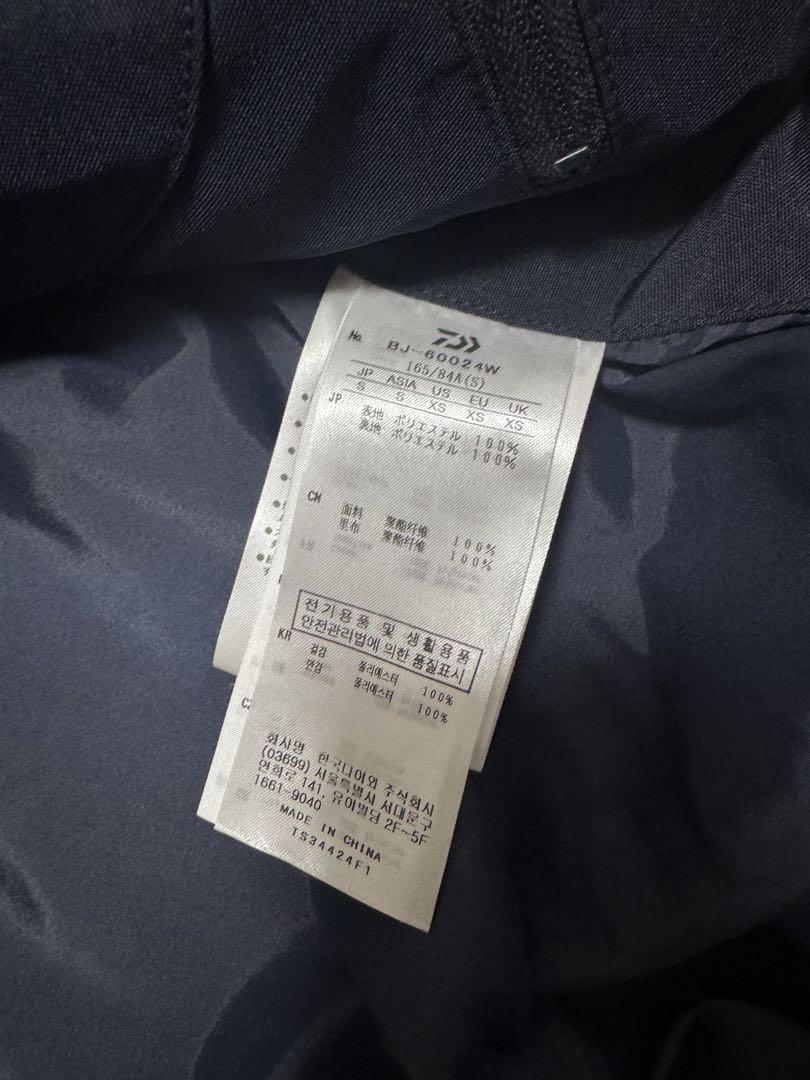 No. BJ-60024W
165/84A(S)
JP ASIA US EU UK
S S XS XS XS
JP
表地 ポリエステル 100%
裏地 ポリエステル 100%
CN
面料 聚酯纤维 100%
里布 聚酯纤维 100%
전기용품 및 생활용품
안전관리법에 의한 품질표시
KR
겉감 폴리에스터 100%
안감 폴리에스터 100%
회사명 한국다이와 주식회사
(03699) 서울특별시 서대문구
연희로 141, 유아빌딩 2F~5F
1661-9040
MADE IN CHINA
TS34424F1